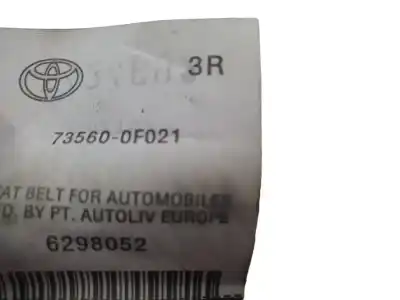 3R
73560-0F021
AT BELT FOR AUTOMOBILES
D. BY PT. AUTOLIV EUROPE
6298052